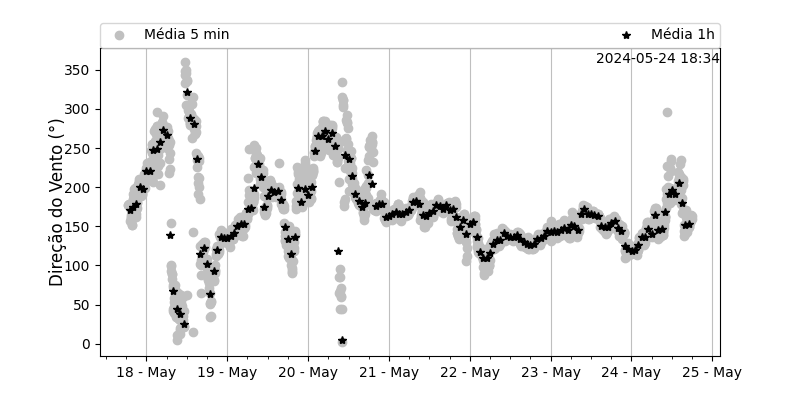 Média 5 min
Média 1h
2024-05-24 18:34
Direção do Vento (°)
350
300
250
200
150
100
50
0
18 - May
19 - May
20 - May
21 - May
22 - May
23 - May
24 - May
25 - May